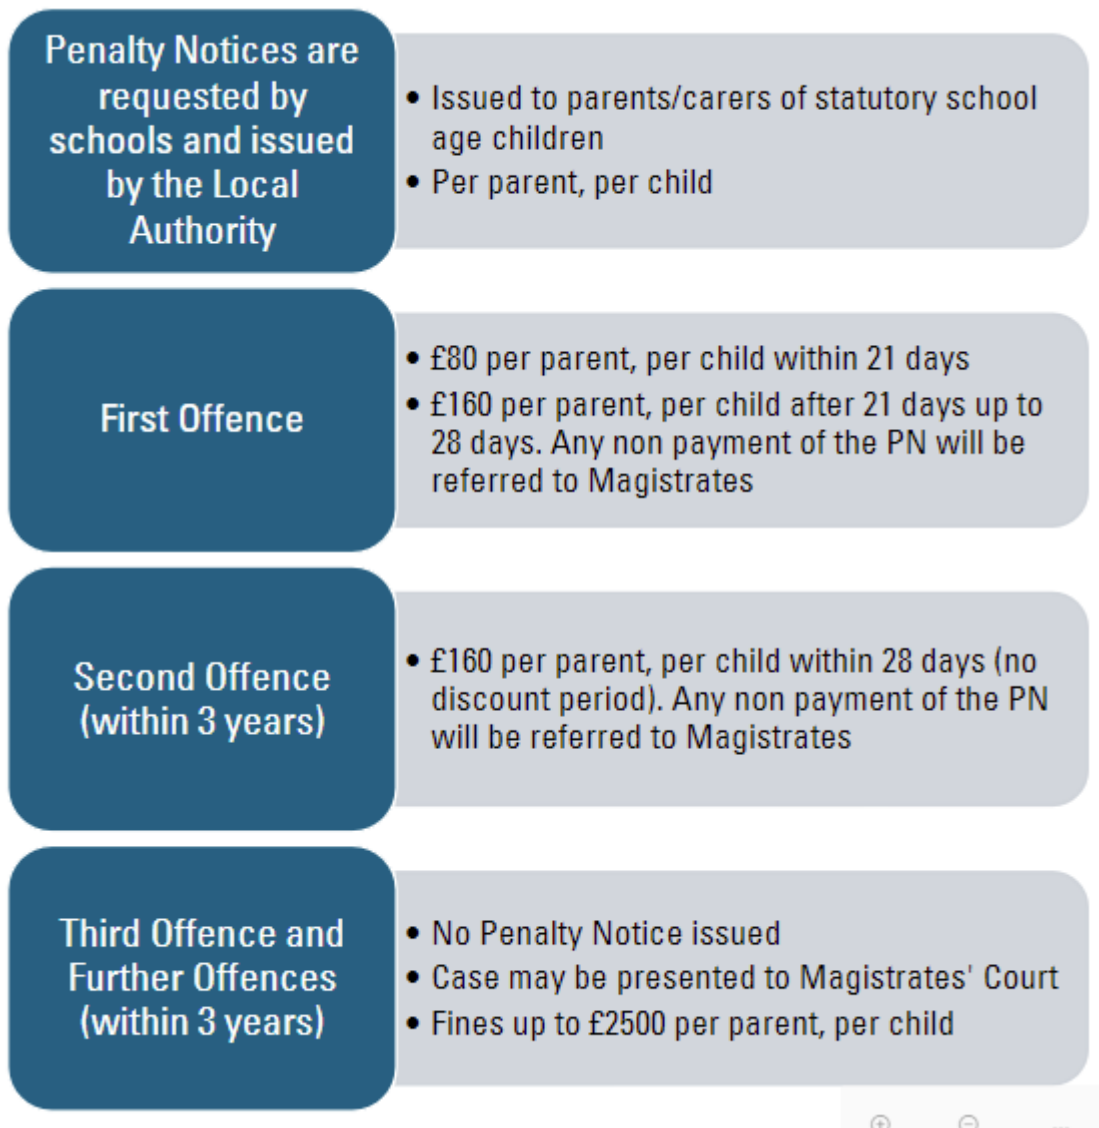 Penalty Notices are
requested by
schools and issued
by the Local
Authority
• Issued to parents/carers of statutory school
age children
• Per parent, per child
First Offence
• £80 per parent, per child within 21 days
• £160 per parent, per child after 21 days up to
28 days. Any non payment of the PN will be
referred to Magistrates
Second Offence
(within 3 years)
• £160 per parent, per child within 28 days (no
discount period). Any non payment of the PN
will be referred to Magistrates
Third Offence and
Further Offences
(within 3 years)
• No Penalty Notice issued
• Case may be presented to Magistrates' Court
• Fines up to £2500 per parent, per child